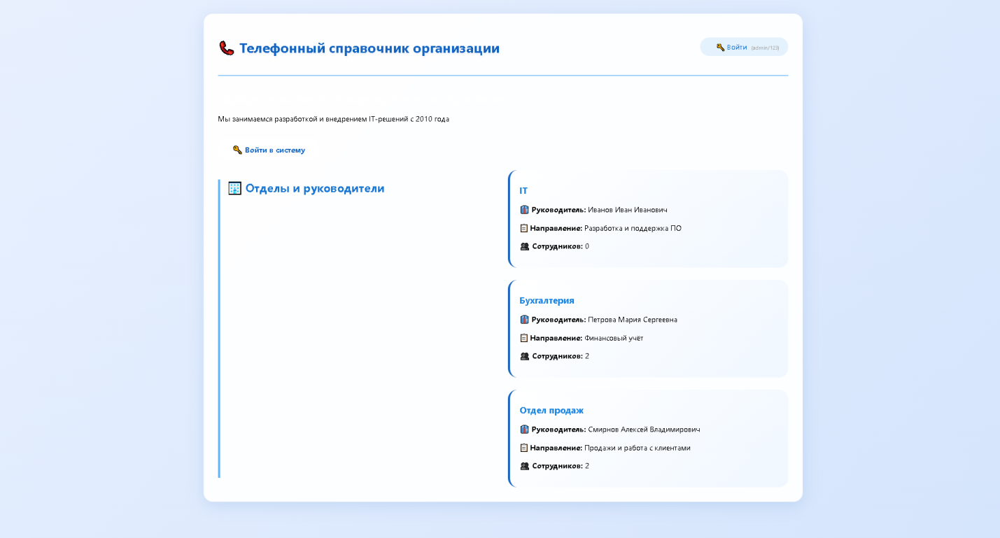 Телефонный справочник организации
Войти (admin/123)
Мы занимаемся разработкой и внедрением IT-решений с 2010 года
Войти в систему
Отделы и руководители
IT
Руководитель: Иванов Иван Иванович
Направление: Разработка и поддержка ПО
Сотрудников: 0
Бухгалтерия
Руководитель: Петрова Мария Сергеевна
Направление: Финансовый учёт
Сотрудников: 2
Отдел продаж
Руководитель: Смирнов Алексей Владимирович
Направление: Продажи и работа с клиентами
Сотрудников: 2